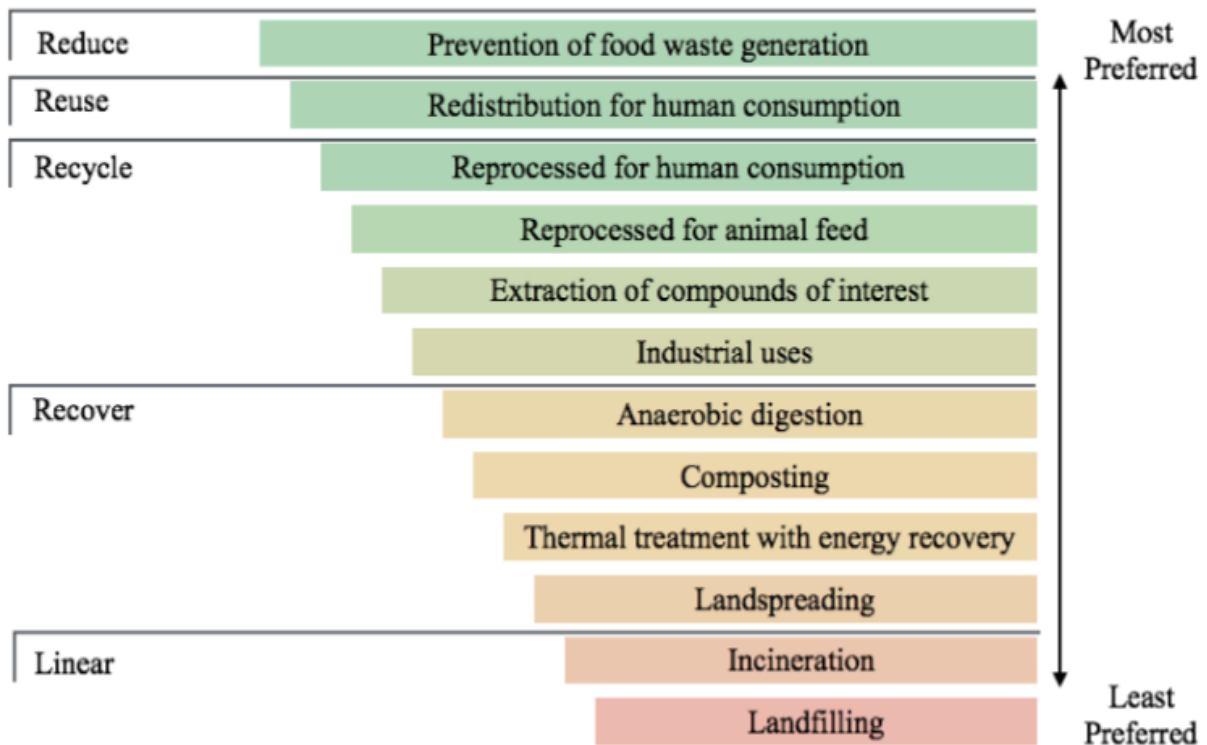 Reduce
Prevention of food waste generation
Most
Preferred
Reuse
Redistribution for human consumption
Recycle
Reprocessed for human consumption
Reprocessed for animal feed
Extraction of compounds of interest
Industrial uses
Recover
Anaerobic digestion
Composting
Thermal treatment with energy recovery
Landspreading
Linear
Incineration
Landfilling
Least
Preferred